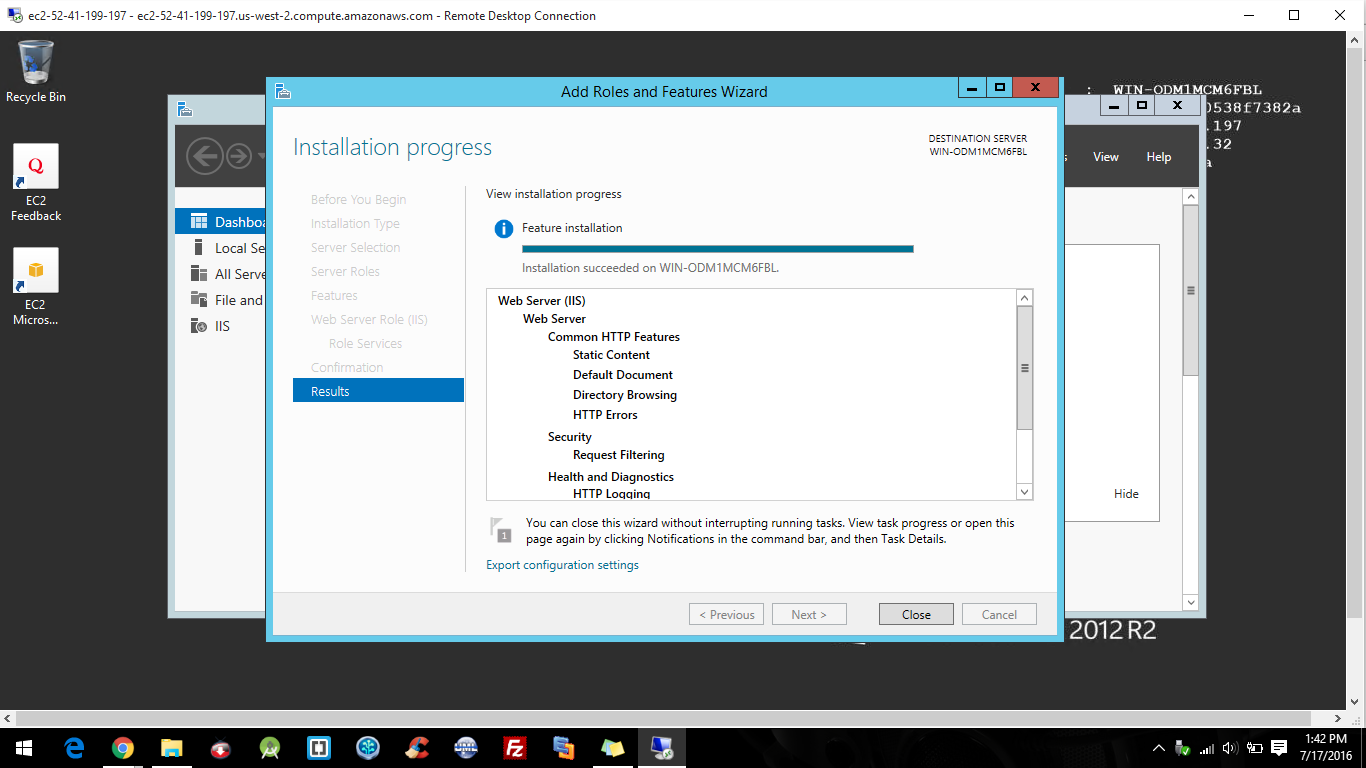 ec2-52-41-199-197 - ec2-52-41-199-197.us-west-2.compute.amazonaws.com - Remote Desktop Connection
Recycle Bin
EC2
Feedback
EC2
Micros...
: WIN-ODM1MCM6FBL
0538f7382a
.197
.32
a
Add Roles and Features Wizard
X
X
View
Help
Dashboa
Local Se
All Serve
File and
IIS
Installation progress
DESTINATION SERVER
WIN-ODM1MCM6FBL
Before You Begin
Installation Type
Server Selection
Server Roles
Features
Web Server Role (IIS)
Role Services
Confirmation
Results
View installation progress
Feature installation
Installation succeeded on WIN-ODM1MCM6FBL.
Web Server (IIS)
Web Server
Common HTTP Features
Static Content
Default Document
Directory Browsing
HTTP Errors
Security
Request Filtering
Health and Diagnostics
HTTP Logging
1
You can close this wizard without interrupting running tasks. View task progress or open this
page again by clicking Notifications in the command bar, and then Task Details.
Export configuration settings
< Previous
Next >
Close
Cancel
Hide
2012 R2
1:42 PM
7/17/2016